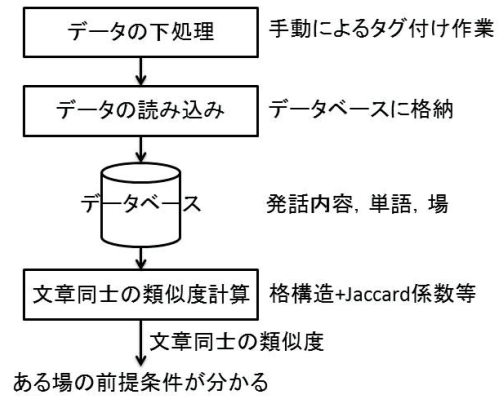 データの下処理 手動によるタグ付け作業
データの読み込み データベースに格納
データベース 発話内容, 単語, 場
文章同士の類似度計算 格構造+Jaccard係数等
文章同士の類似度
ある場の前提条件が分かる